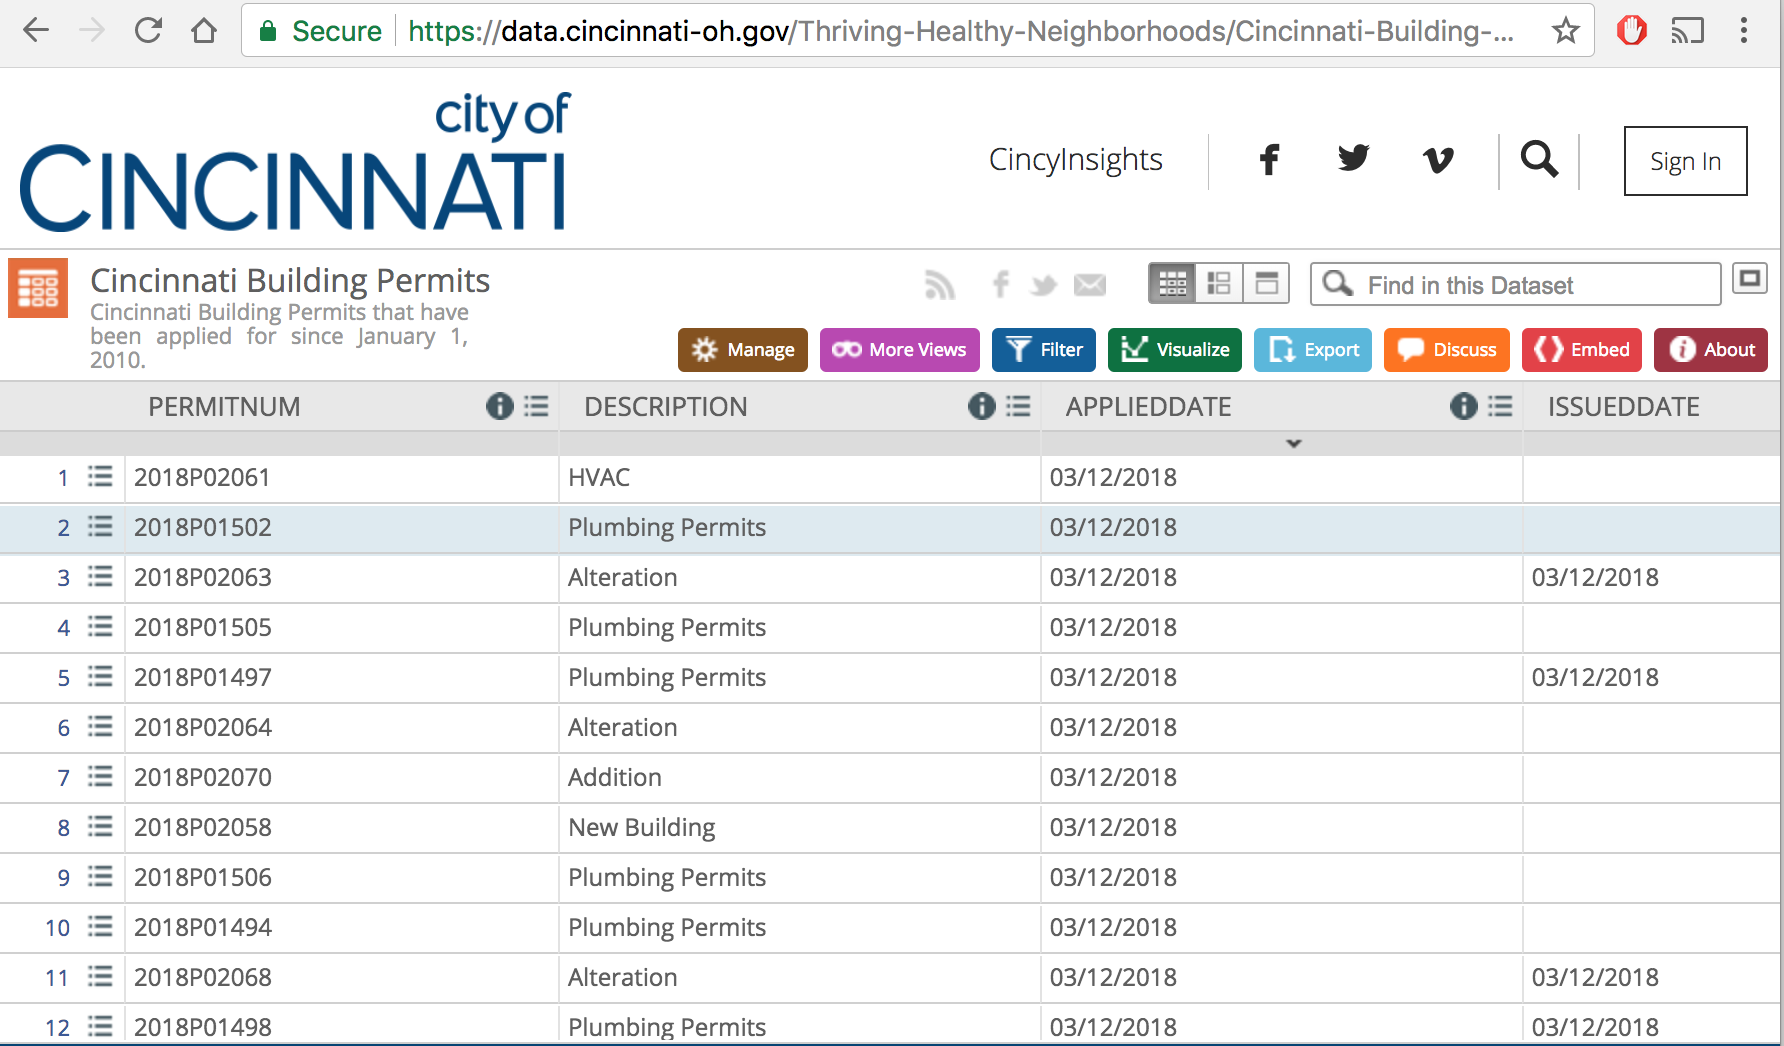 Secure https://data.cincinnati-oh.gov/Thriving-Healthy-Neighborhoods/Cincinnati-Building-...
city of
CINCINNATI
CincyInsights
Sign In
Cincinnati Building Permits
Cincinnati Building Permits that have
been applied for since January 1,
2010.
Find in this Dataset
Manage More Views Filter Visualize Export Discuss Embed About
PERMITNUM DESCRIPTION APPLIEDDATE ISSUEDDATE
1 2018P02061 HVAC 03/12/2018
2 2018P01502 Plumbing Permits 03/12/2018
3 2018P02063 Alteration 03/12/2018 03/12/2018
4 2018P01505 Plumbing Permits 03/12/2018
5 2018P01497 Plumbing Permits 03/12/2018 03/12/2018
6 2018P02064 Alteration 03/12/2018
7 2018P02070 Addition 03/12/2018
8 2018P02058 New Building 03/12/2018
9 2018P01506 Plumbing Permits 03/12/2018
10 2018P01494 Plumbing Permits 03/12/2018
11 2018P02068 Alteration 03/12/2018 03/12/2018
12 2018P01498 Plumbing Permits 03/12/2018 03/12/2018